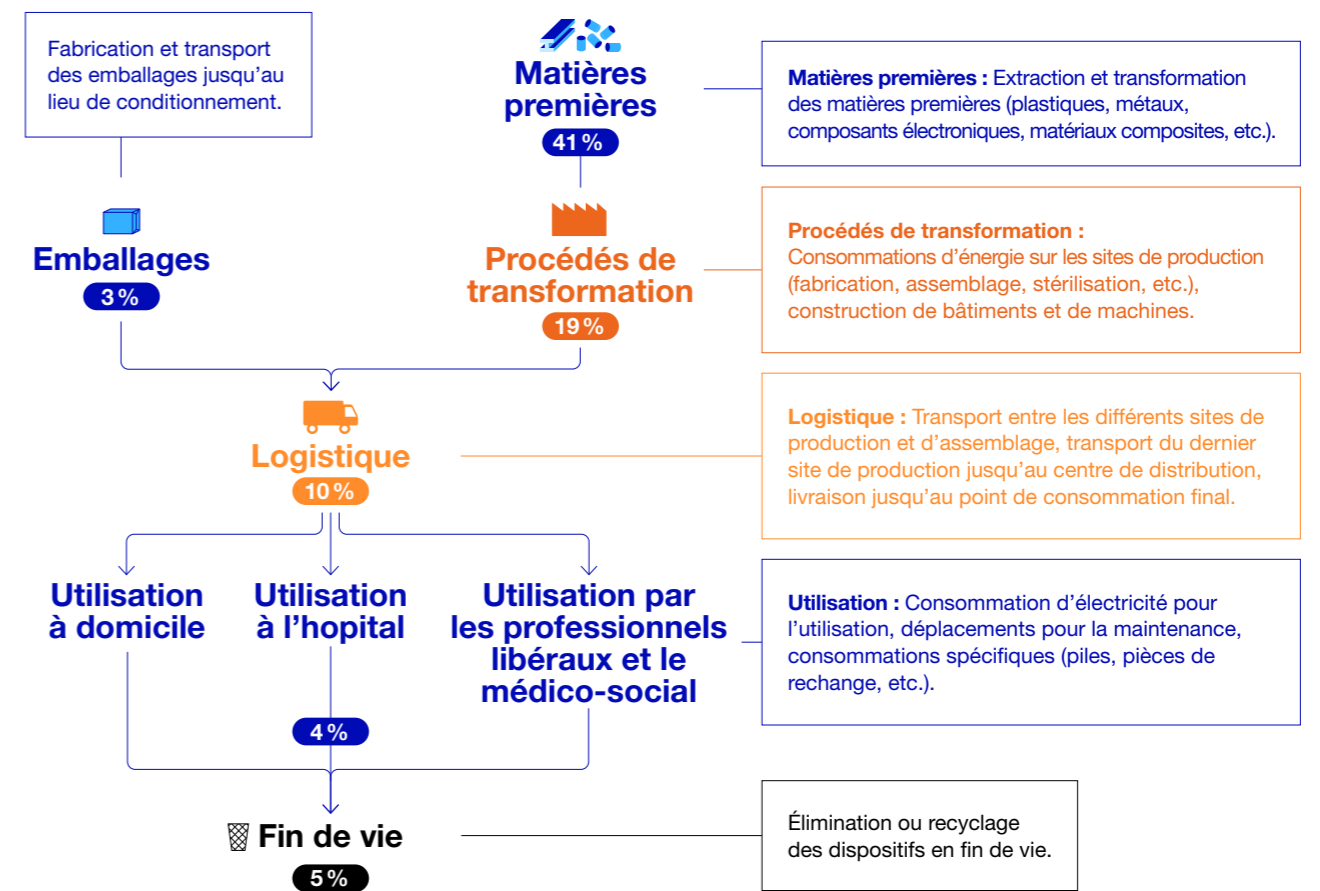 Fabrication et transport
des emballages jusqu’au
lieu de conditionnement.
Matières
premières
41 %
Matières premières : Extraction et transformation
des matières premières (plastiques, métaux,
composants électroniques, matériaux composites, etc.).
Emballages
3 %
Procédés de
transformation
19 %
Procédés de transformation :
Consommations d’énergie sur les sites de production
(fabrication, assemblage, stérilisation, etc.),
construction de bâtiments et de machines.
Logistique
10 %
Logistique : Transport entre les différents sites de
production et d’assemblage, transport du dernier
site de production jusqu’au centre de distribution,
livraison jusqu’au point de consommation final.
Utilisation
à domicile
Utilisation
à l’hopital
Utilisation par
les professionnels
libéraux et le
médico-social
4 %
Utilisation : Consommation d’électricité pour
l’utilisation, déplacements pour la maintenance,
consommations spécifiques (piles, pièces de
rechange, etc.).
Fin de vie
5 %
Élimination ou recyclage
des dispositifs en fin de vie.